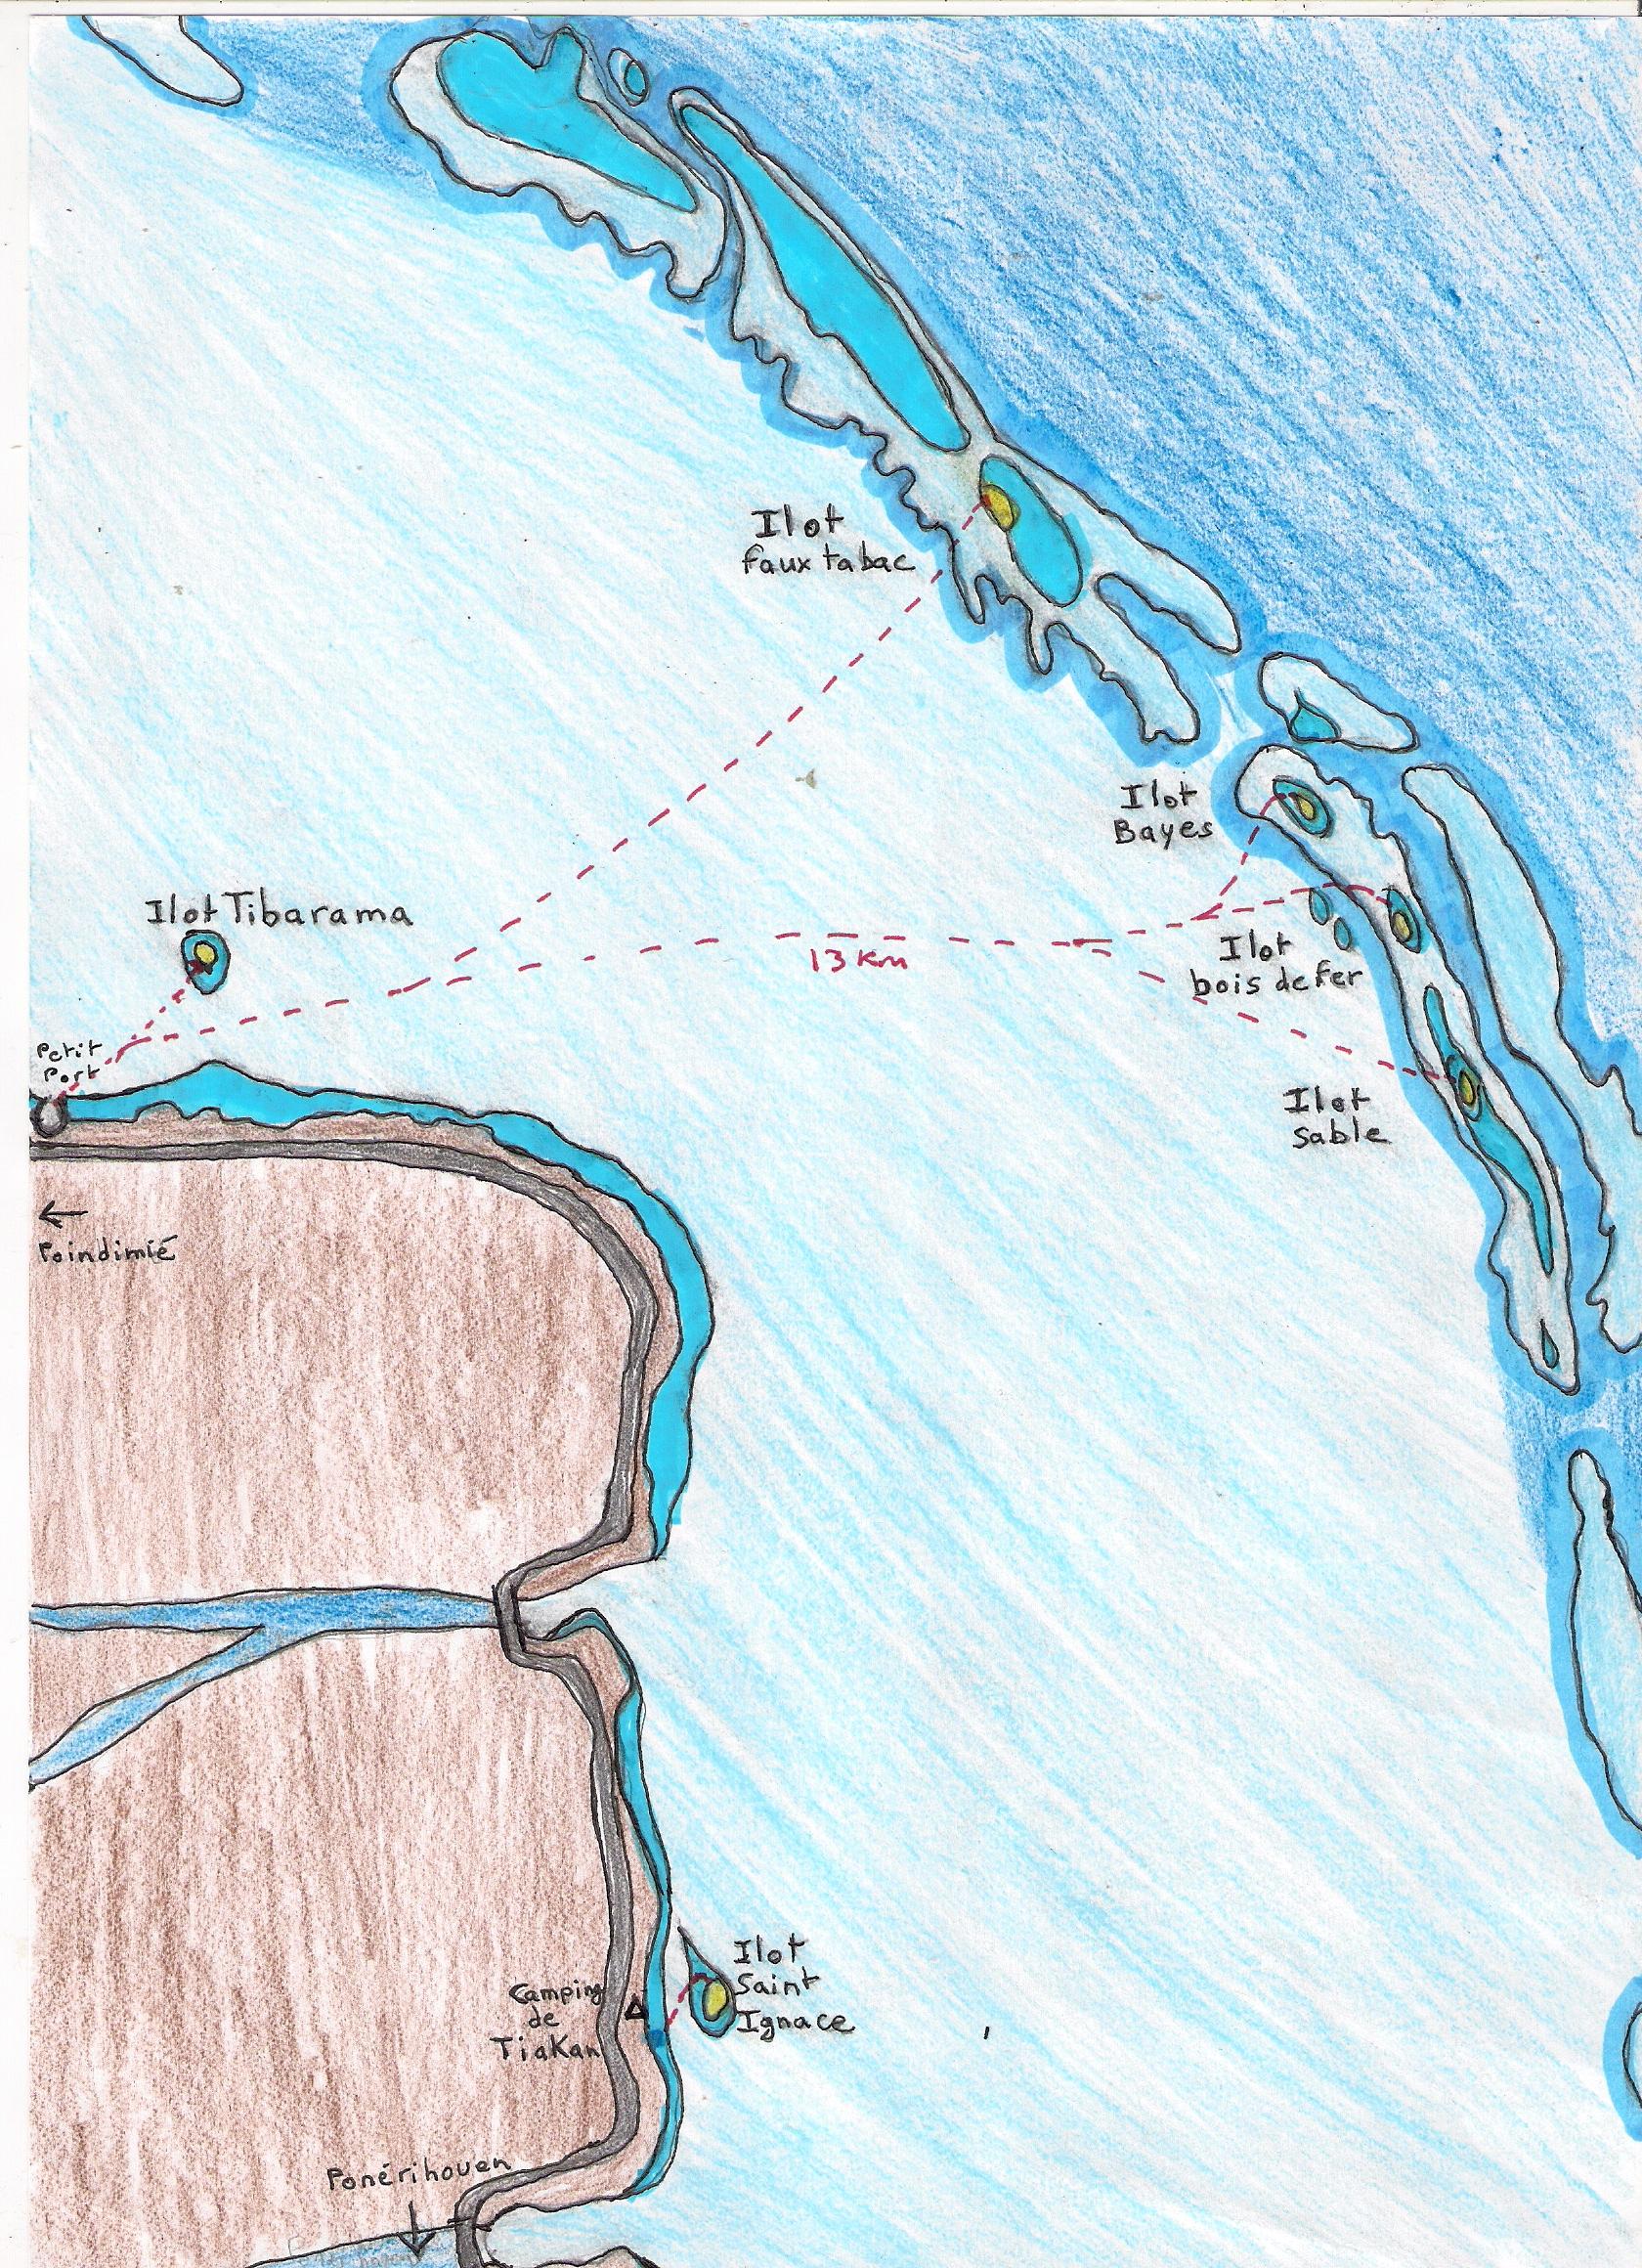 Ilot
faux tabac
Ilot
Bayes
Ilot Tibarama
13 km
Ilot
bois de fer
Petit
Port
Ilot
sable
←
Poindimié
Ilot
Saint
Ignace
Camping
de
TiaKan
Ponérihouen